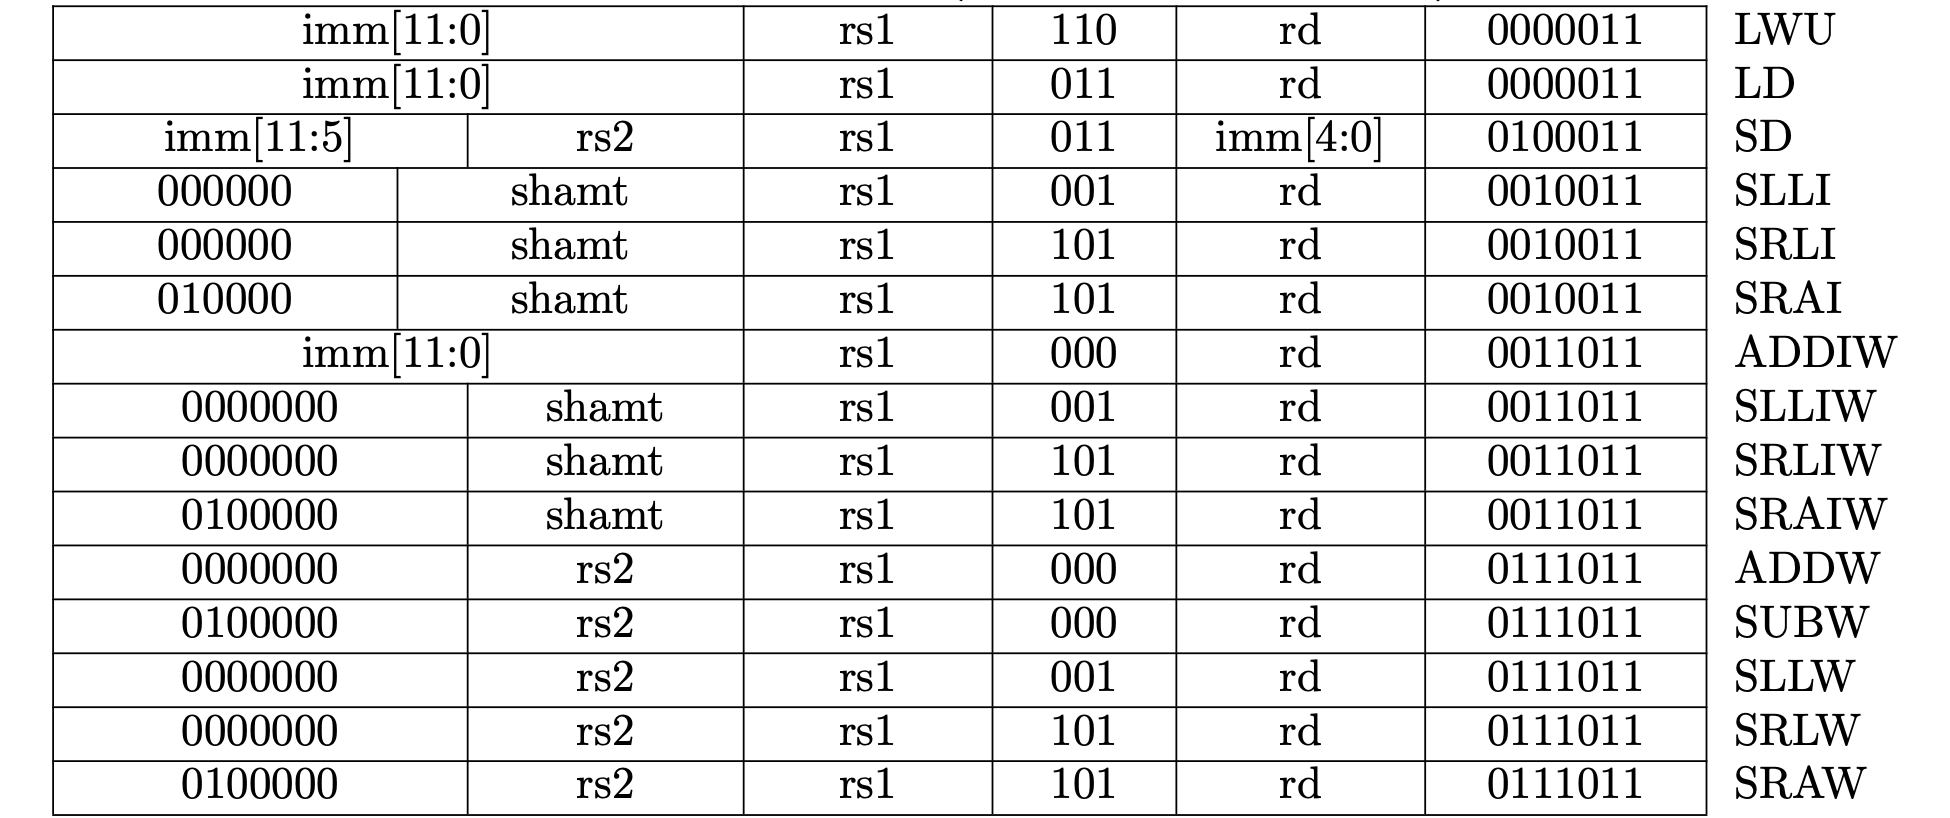 imm[11:0] rs1 110 rd 0000011 LWU
imm[11:0] rs1 011 rd 0000011 LD
imm[11:5] rs2 rs1 011 imm[4:0] 0100011 SD
000000 shamt rs1 001 rd 0010011 SLLI
000000 shamt rs1 101 rd 0010011 SRLI
010000 shamt rs1 101 rd 0010011 SRAI
imm[11:0] rs1 000 rd 0011011 ADDIW
0000000 shamt rs1 001 rd 0011011 SLLIW
0000000 shamt rs1 101 rd 0011011 SRLIW
0100000 shamt rs1 101 rd 0011011 SRAIW
0000000 rs2 rs1 000 rd 0111011 ADDW
0100000 rs2 rs1 000 rd 0111011 SUBW
0000000 rs2 rs1 001 rd 0111011 SLLW
0000000 rs2 rs1 101 rd 0111011 SRLW
0100000 rs2 rs1 101 rd 0111011 SRAW